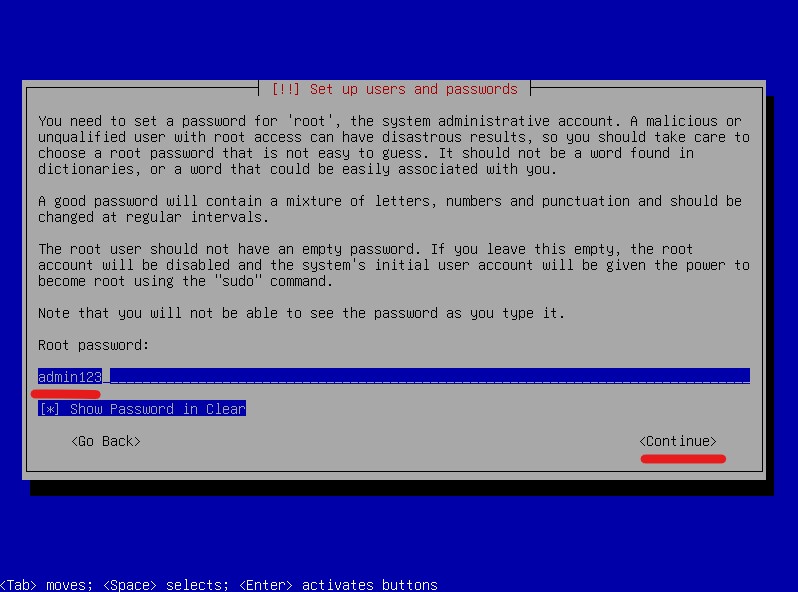 [!!] Set up users and passwords
You need to set a password for 'root', the system administrative account. A malicious or
unqualified user with root access can have disastrous results, so you should take care to
choose a root password that is not easy to guess. It should not be a word found in
dictionaries, or a word that could be easily associated with you.
A good password will contain a mixture of letters, numbers and punctuation and should be
changed at regular intervals.
The root user should not have an empty password. If you leave this empty, the root
account will be disabled and the system's initial user account will be given the power to
become root using the "sudo" command.
Note that you will not be able to see the password as you type it.
Root password:
admin123
[*] Show Password in Clear
<Go Back> <Continue>
<Tab> moves; <Space> selects; <Enter> activates buttons